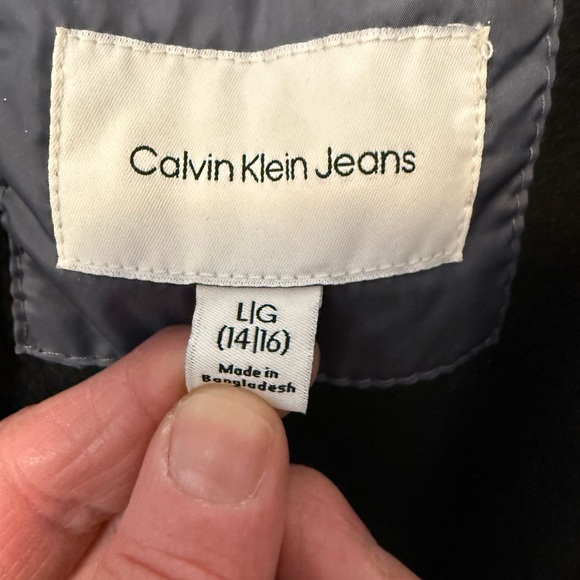 Calvin Klein Jeans
L|G
(14|16)
Made in
Bangladesh